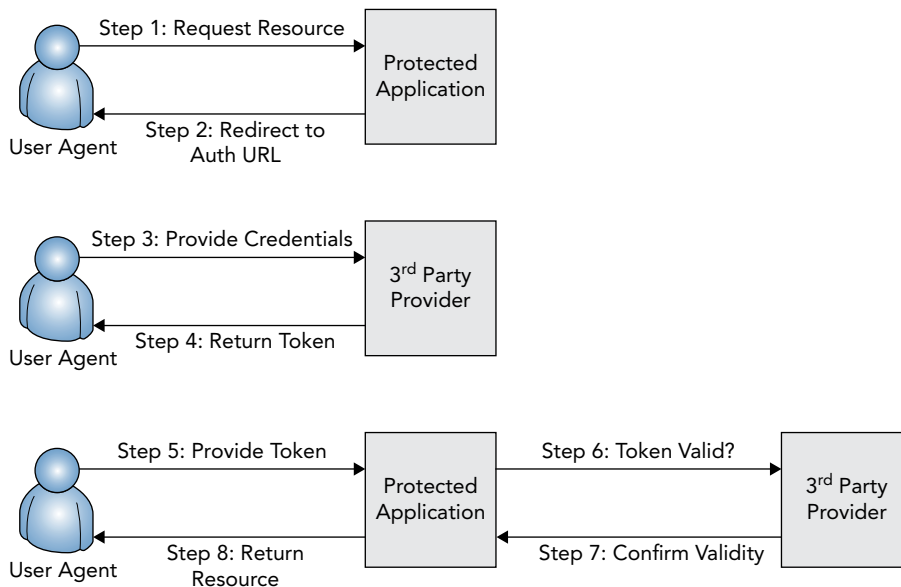 Step 1: Request Resource
Protected
Application
Step 2: Redirect to
Auth URL
User Agent
Step 3: Provide Credentials
3rd Party
Provider
Step 4: Return Token
User Agent
Step 5: Provide Token
Protected
Application
Step 6: Token Valid?
3rd Party
Provider
Step 7: Confirm Validity
Step 8: Return
Resource
User Agent